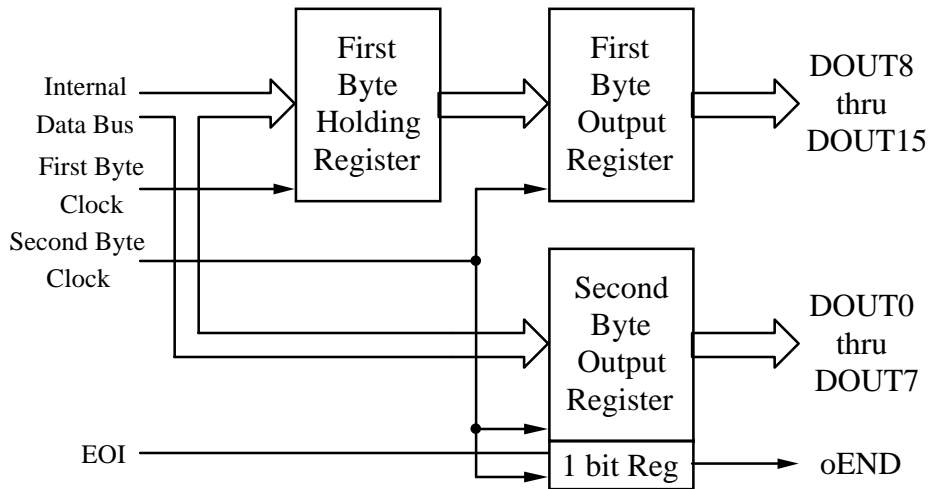 Internal
Data Bus
First Byte
Clock
Second Byte
Clock
EOI
First
Byte
Holding
Register
First
Byte
Output
Register
DOUT8
thru
DOUT15
Second
Byte
Output
Register
1 bit Reg
DOUT0
thru
DOUT7
oEND